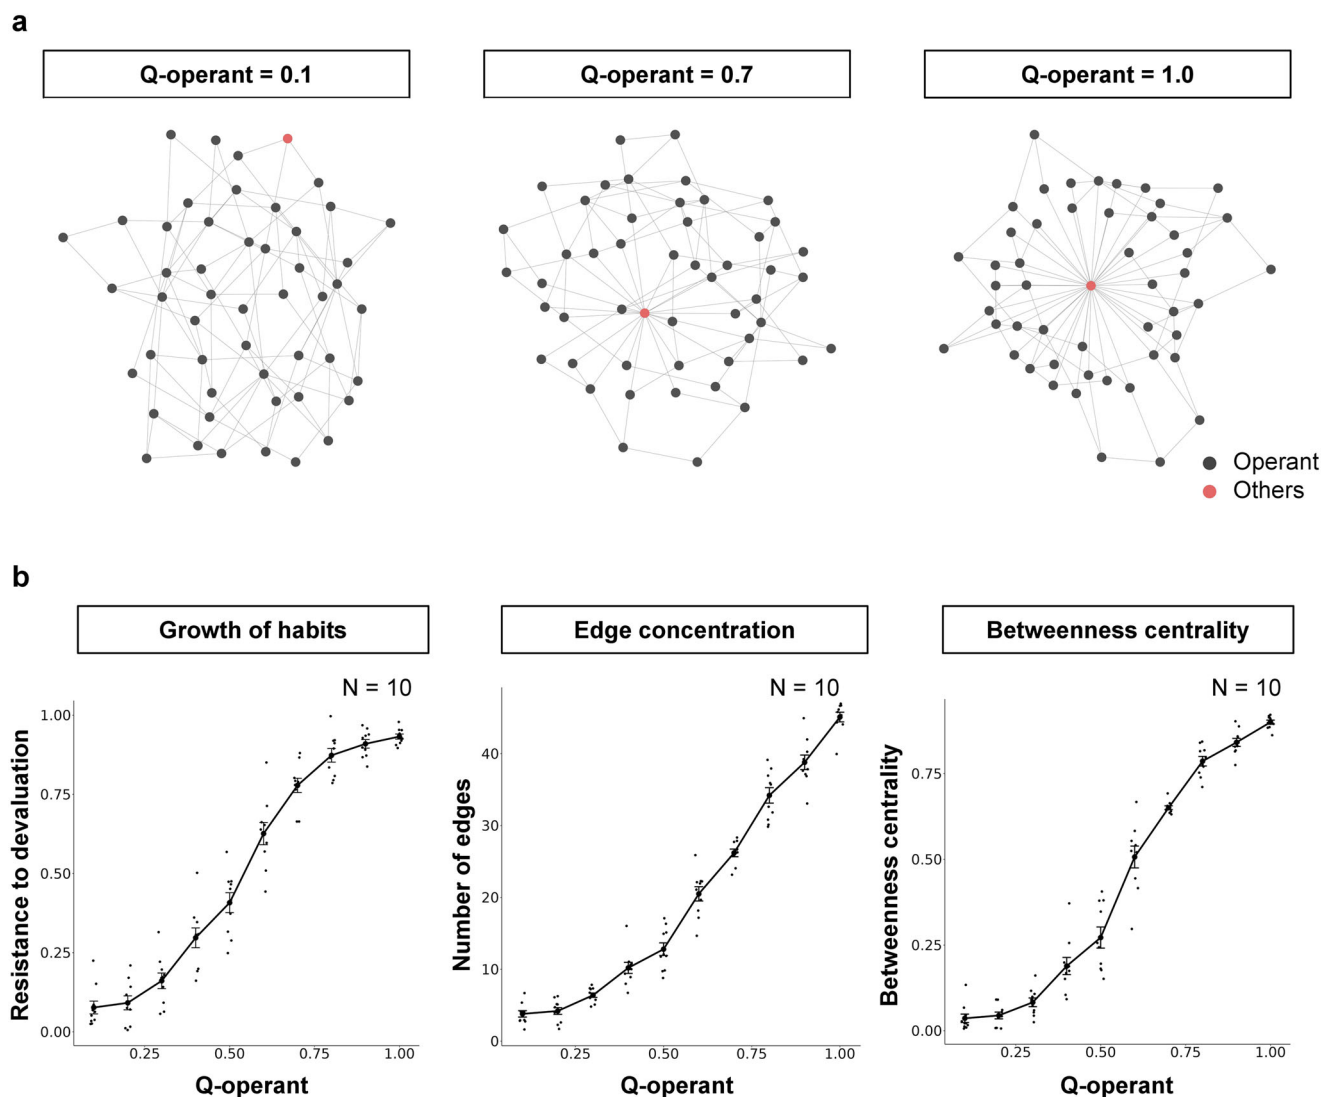 a
Q-operant = 0.1
Q-operant = 0.7
Q-operant = 1.0
Operant
Others
b
Growth of habits
Edge concentration
Betweenness centrality
N = 10
N = 10
N = 10
Resistance to devaluation
1.00
0.75
0.50
0.25
0.00
0.25 0.50 0.75 1.00
Q-operant
Number of edges
40
30
20
10
0
0.25 0.50 0.75 1.00
Q-operant
Betweenness centrality
0.75
0.50
0.25
0.00
0.25 0.50 0.75 1.00
Q-operant